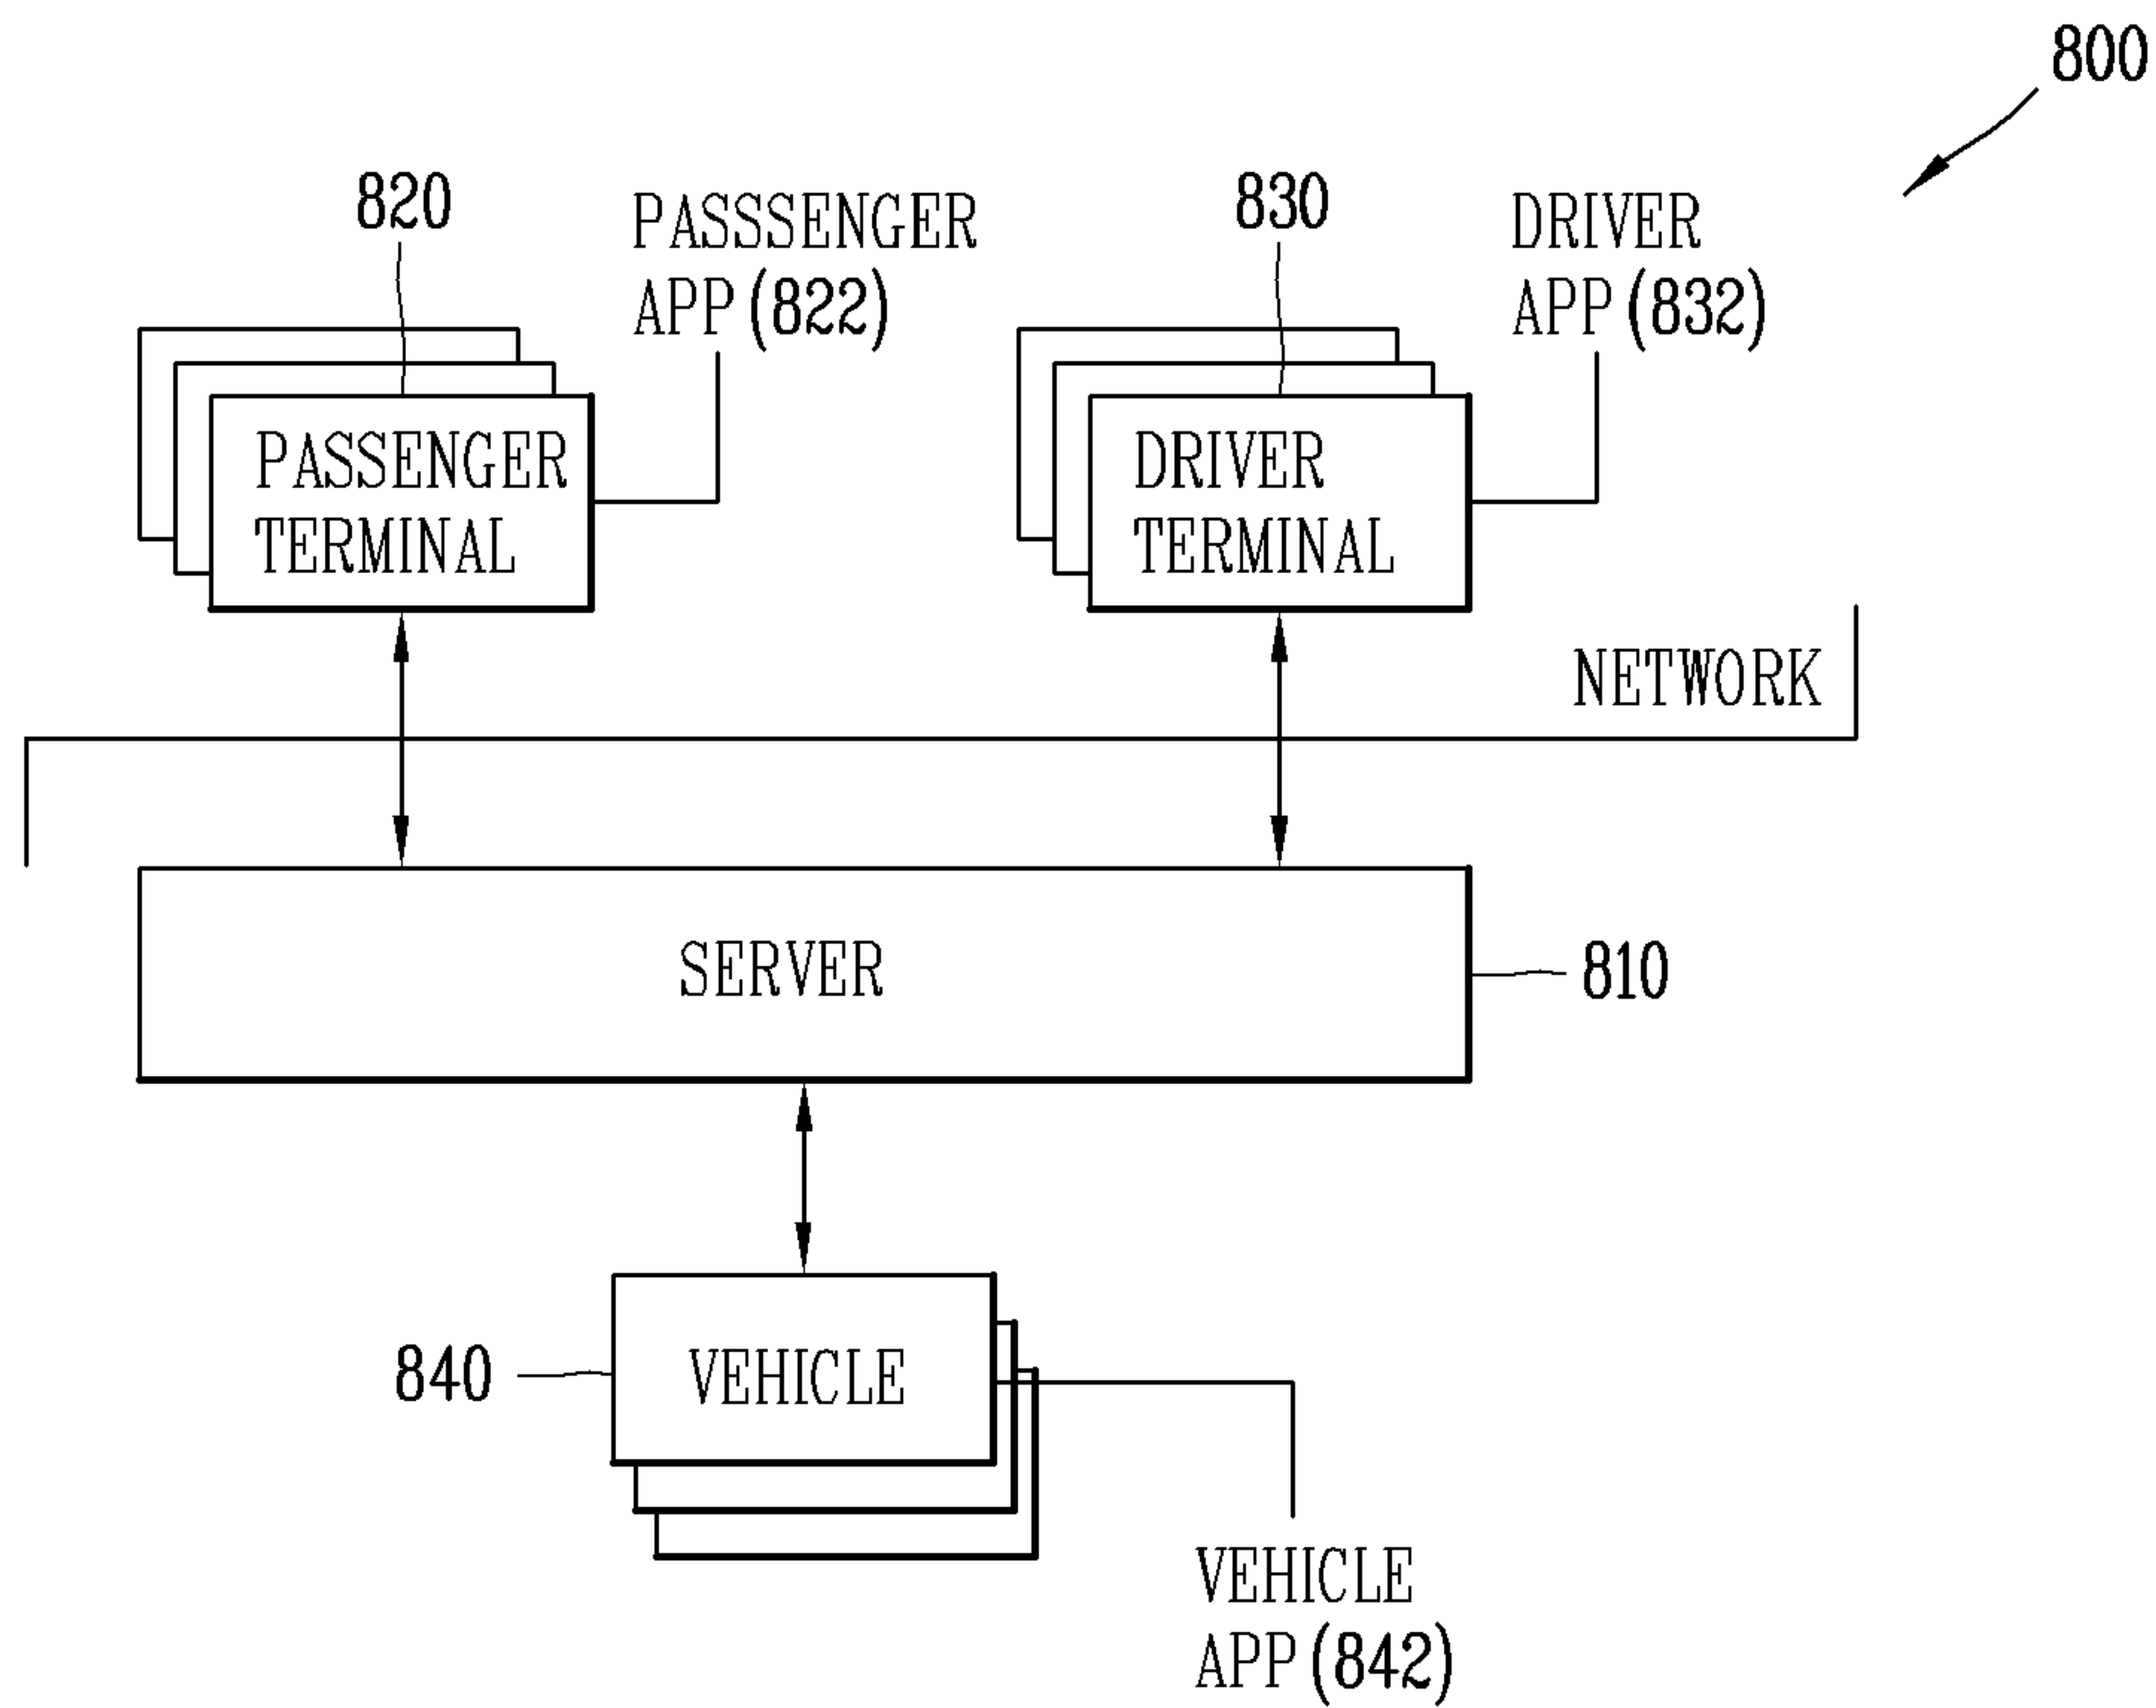 800
820
PASSSENGER
APP(822)
830
DRIVER
APP(832)
PASSENGER
TERMINAL
DRIVER
TERMINAL
NETWORK
SERVER
810
840
VEHICLE
VEHICLE
APP(842)